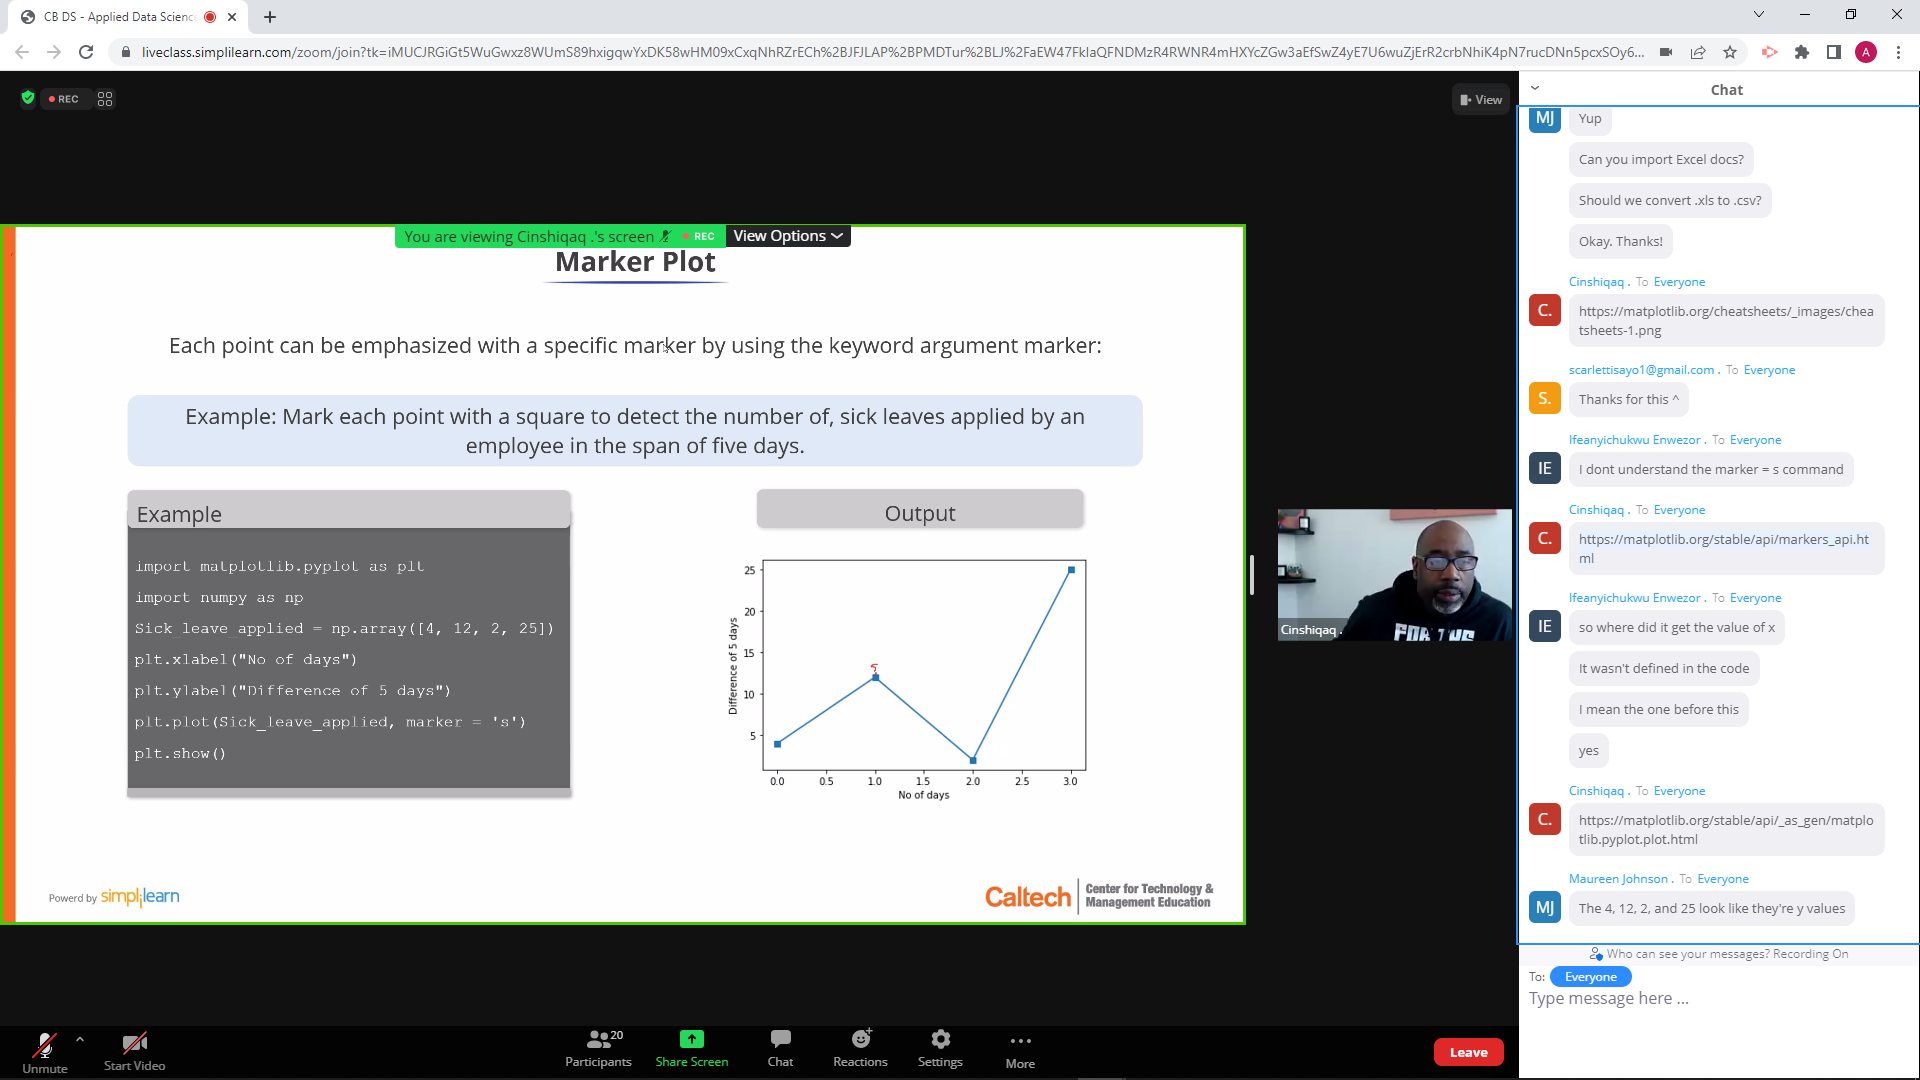 CB DS - Applied Data Scienc
liveclass.simplilearn.com/zoom/join?tk=iMUCJRGiGt5WuGwxz8WUmS89hxigqwYxDK58wHM09xCxqNhRZrECh%2BJFJLAP%2BPMDTur%2BLJ%2FaEW47FklaQFNDMzR4RWNR4mHXYcZGw3aEfSwZ4yE7U6wuZjErR2crbNhiK4pN7rucDNn5pcxSOy6...
A
REC
View
You are viewing Cinshiqaq .'s screen REC View Options
Marker Plot
Each point can be emphasized with a specific marker by using the keyword argument marker:
Example: Mark each point with a square to detect the number of, sick leaves applied by an
employee in the span of five days.
Example
import matplotlib.pyplot as plt
import numpy as np
Sick_leave_applied = np.array([4, 12, 2, 25])
plt.xlabel("No of days")
plt.ylabel("Difference of 5 days")
plt.plot(Sick_leave_applied, marker = 's')
plt.show()
Output
Difference of 5 days
25
20
15
10
5
0.0 0.5 1.0 1.5 2.0 2.5 3.0
No of days
Powerd by simplilearn
Caltech
Center for Technology &
Management Education
Cinshiqaq .
Chat
MJ
Yup
Can you import Excel docs?
Should we convert .xls to .csv?
Okay. Thanks!
Cinshiqaq . To Everyone
C.
https://matplotlib.org/cheatsheets/_images/chea
tsheets-1.png
scarlettisayo1@gmail.com . To Everyone
S.
Thanks for this ^
Ifeanyichukwu Enwezor . To Everyone
IE
I dont understand the marker = s command
Cinshiqaq . To Everyone
C.
https://matplotlib.org/stable/api/markers_api.ht
ml
Ifeanyichukwu Enwezor . To Everyone
IE
so where did it get the value of x
It wasn't defined in the code
I mean the one before this
yes
Cinshiqaq . To Everyone
C.
https://matplotlib.org/stable/api/_as_gen/matplo
tlib.pyplot.plot.html
Maureen Johnson . To Everyone
MJ
The 4, 12, 2, and 25 look like they're y values
Who can see your messages? Recording On
To: Everyone
Type message here ...
Unmute
Start Video
20
Participants
Share Screen
Chat
Reactions
Settings
More
Leave